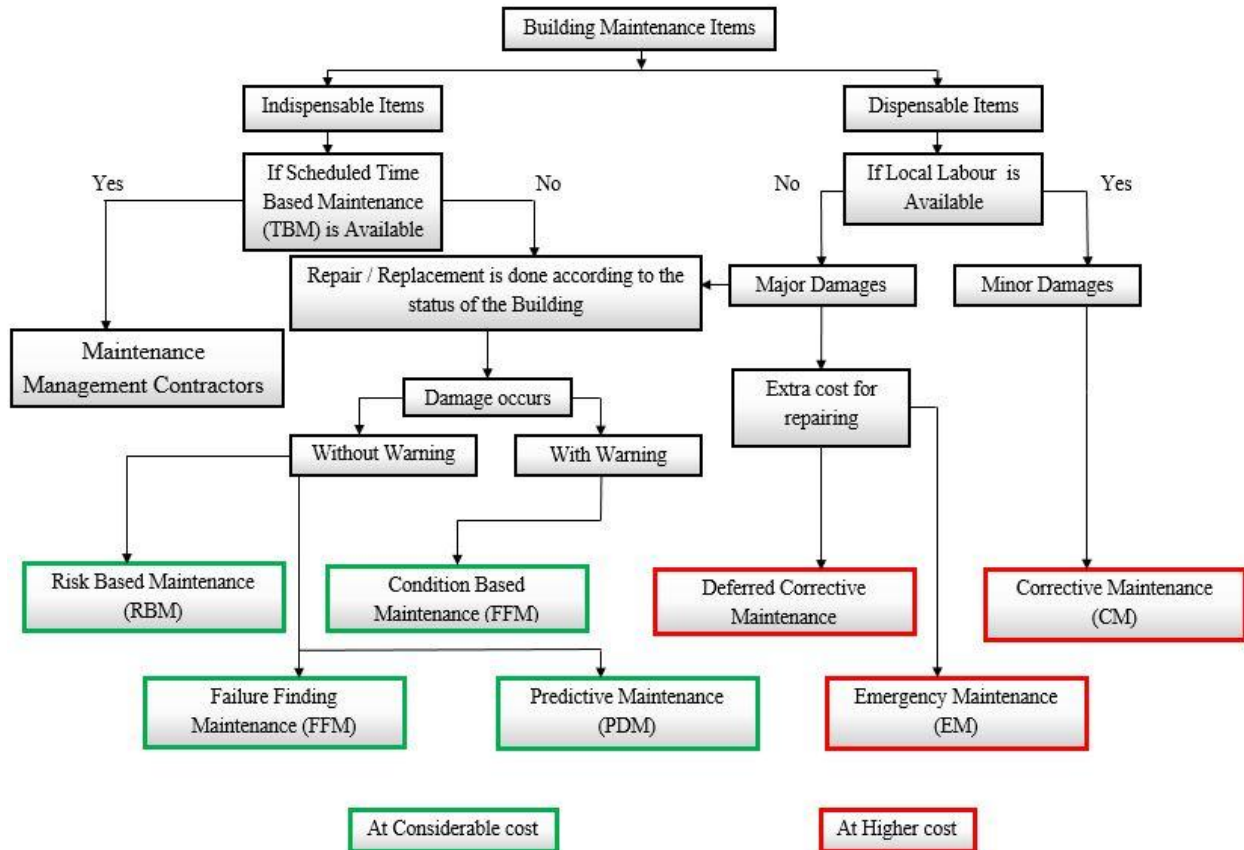 Building Maintenance Items
Indispensable Items
Dispensable Items
Yes
If Scheduled Time
Based Maintenance
(TBM) is Available
No
No
If Local Labour is
Available
Yes
Repair / Replacement is done according to the
status of the Building
Major Damages
Minor Damages
Maintenance
Management Contractors
Damage occurs
Extra cost for
repairing
Without Warning
With Warning
Risk Based Maintenance
(RBM)
Condition Based
Maintenance (FFM)
Deferred Corrective
Maintenance
Corrective Maintenance
(CM)
Failure Finding
Maintenance (FFM)
Predictive Maintenance
(PDM)
Emergency Maintenance
(EM)
At Considerable cost
At Higher cost